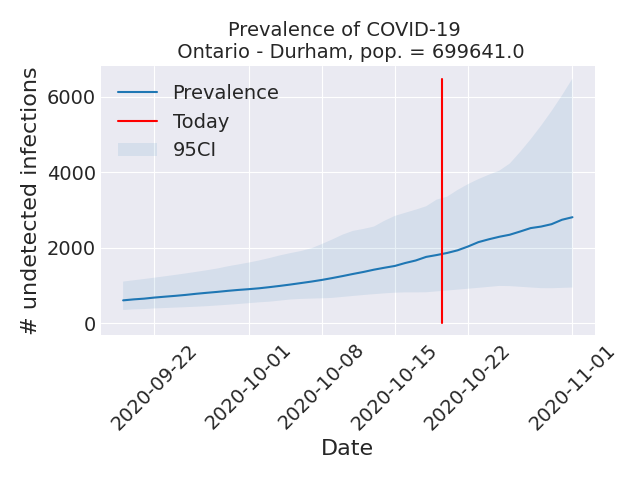 Prevalence of COVID-19
Ontario - Durham, pop. = 699641.0
Prevalence
Today
95CI
# undetected infections
6000
4000
2000
0
2020-09-22
2020-10-01
2020-10-08
2020-10-15
2020-10-22
2020-11-01
Date